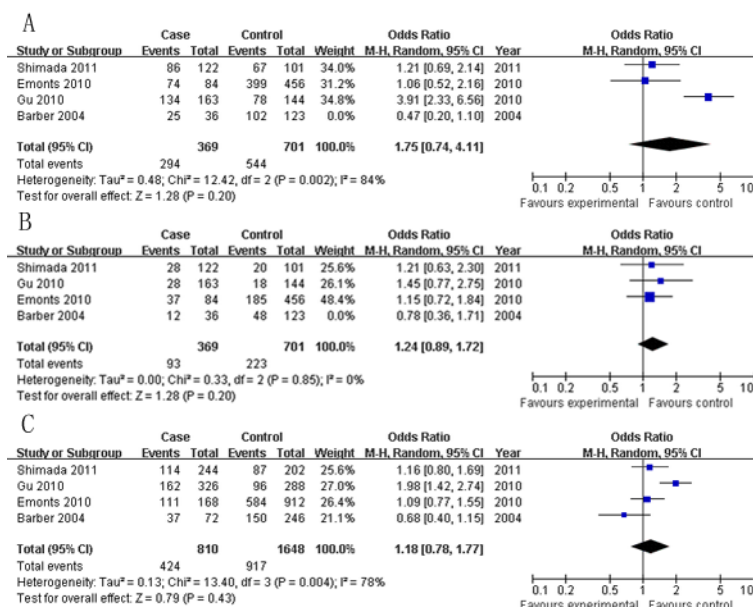 A
Case Control Odds Ratio Odds Ratio
Study or Subgroup Events Total Events Total Weight M-H, Random, 95% CI Year M-H, Random, 95% CI
Shimada 2011 86 122 67 101 34.0% 1.21 [0.69, 2.14] 2011
Emonts 2010 74 84 399 456 31.2% 1.06 [0.52, 2.16] 2010
Gu 2010 134 163 78 144 34.8% 3.91 [2.33, 6.56] 2010
Barber 2004 25 36 102 123 0.0% 0.47 [0.20, 1.10] 2004
Total (95% CI) 369 701 100.0% 1.75 [0.74, 4.11]
Total events 294 544
Heterogeneity: Tau² = 0.48; Chi² = 12.42, df = 2 (P = 0.002); I² = 84%
Test for overall effect: Z = 1.28 (P = 0.20)
0.1 0.2 0.5 1 2 5 10
Favours experimental Favours control
B
Case Control Odds Ratio Odds Ratio
Study or Subgroup Events Total Events Total Weight M-H, Random, 95% CI Year M-H, Random, 95% CI
Shimada 2011 28 122 20 101 25.6% 1.21 [0.63, 2.30] 2011
Gu 2010 28 163 18 144 26.1% 1.45 [0.77, 2.75] 2010
Emonts 2010 37 84 185 456 48.4% 1.15 [0.72, 1.84] 2010
Barber 2004 12 36 48 123 0.0% 0.78 [0.36, 1.71] 2004
Total (95% CI) 369 701 100.0% 1.24 [0.89, 1.72]
Total events 93 223
Heterogeneity: Tau² = 0.00; Chi² = 0.33, df = 2 (P = 0.85); I² = 0%
Test for overall effect: Z = 1.28 (P = 0.20)
0.1 0.2 0.5 1 2 5 10
Favours experimental Favours control
C
Case Control Odds Ratio Odds Ratio
Study or Subgroup Events Total Events Total Weight M-H, Random, 95% CI Year M-H, Random, 95% CI
Shimada 2011 114 244 87 202 25.6% 1.16 [0.80, 1.69] 2011
Gu 2010 162 326 96 288 27.0% 1.98 [1.42, 2.74] 2010
Emonts 2010 111 168 584 912 26.4% 1.09 [0.77, 1.55] 2010
Barber 2004 37 72 150 246 21.1% 0.68 [0.40, 1.15] 2004
Total (95% CI) 810 1648 100.0% 1.18 [0.78, 1.77]
Total events 424 917
Heterogeneity: Tau² = 0.13; Chi² = 13.40, df = 3 (P = 0.004); I² = 78%
Test for overall effect: Z = 0.79 (P = 0.43)
0.1 0.2 0.5 1 2 5 10
Favours experimental Favours control